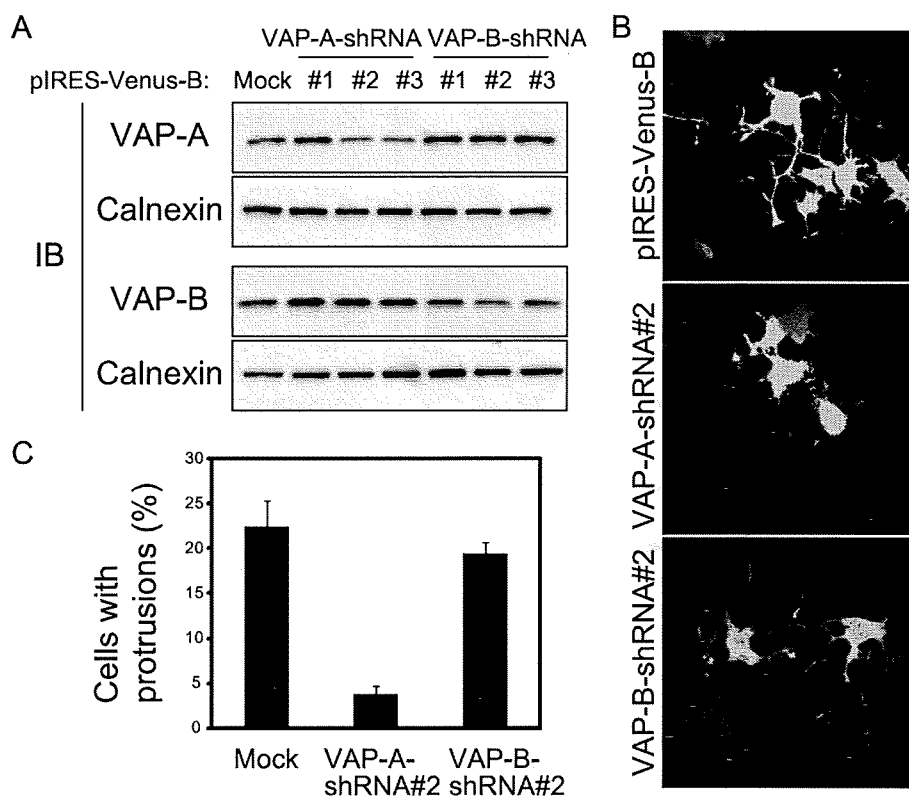 A
VAP-A-shRNA VAP-B-shRNA
pIRES-Venus-B: Mock #1 #2 #3 #1 #2 #3
IB
VAP-A
Calnexin
VAP-B
Calnexin
B
pIRES-Venus-B
VAP-A-shRNA#2
VAP-B-shRNA#2
C
Cells with
protrusions (%)
30
25
20
15
10
5
0
Mock
VAP-A-
shRNA#2
VAP-B-
shRNA#2